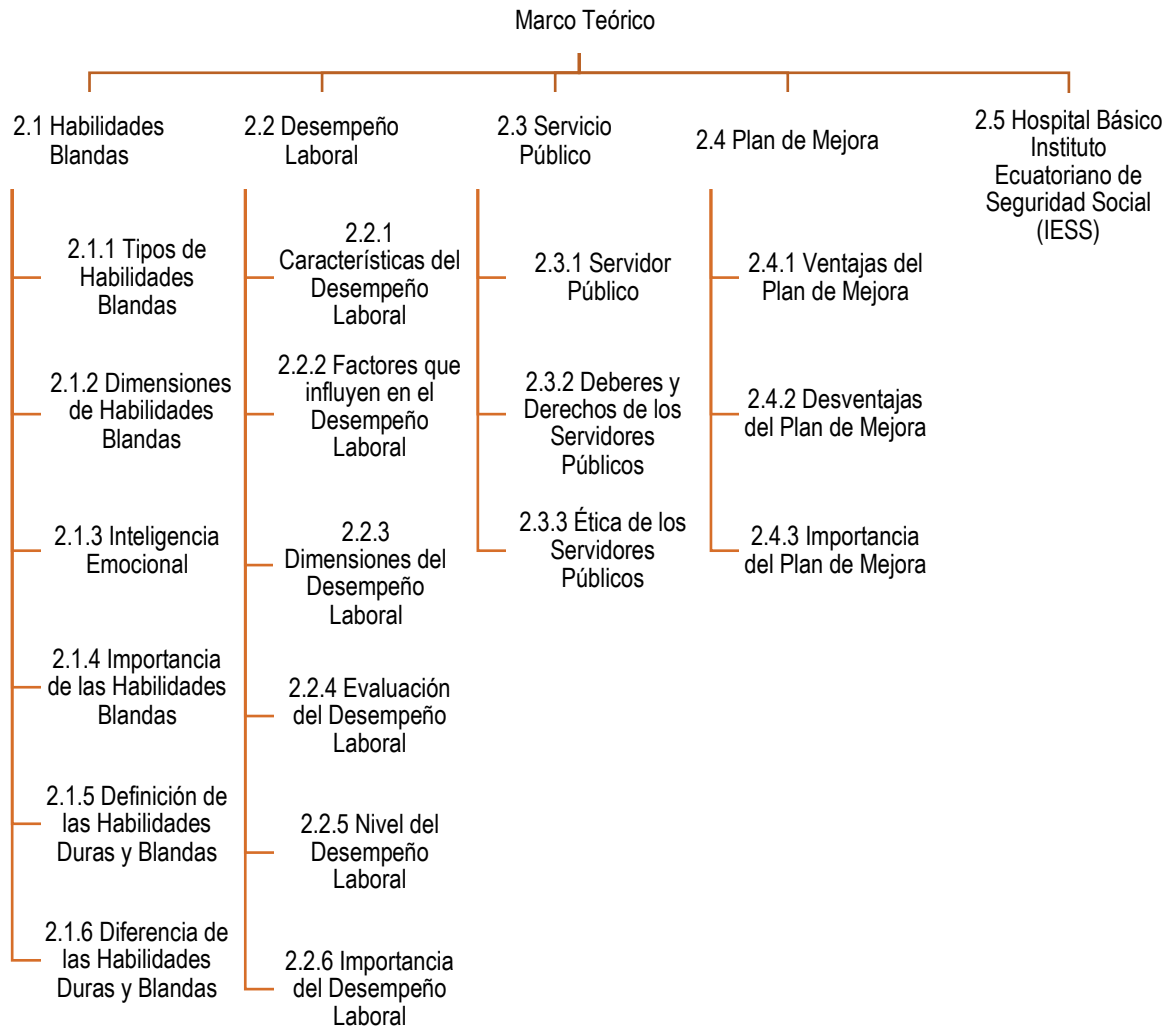 Marco Teórico
2.1 Habilidades
Blandas
2.1.1 Tipos de
Habilidades
Blandas
2.1.2 Dimensiones
de Habilidades
Blandas
2.1.3 Inteligencia
Emocional
2.1.4 Importancia
de las Habilidades
Blandas
2.1.5 Definición de
las Habilidades
Duras y Blandas
2.1.6 Diferencia de
las Habilidades
Duras y Blandas
2.2 Desempeño
Laboral
2.2.1
Características del
Desempeño
Laboral
2.2.2 Factores que
influyen en el
Desempeño
Laboral
2.2.3
Dimensiones del
Desempeño
Laboral
2.2.4 Evaluación
del Desempeño
Laboral
2.2.5 Nivel del
Desempeño
Laboral
2.2.6 Importancia
del Desempeño
Laboral
2.3 Servicio
Público
2.3.1 Servidor
Público
2.3.2 Deberes y
Derechos de los
Servidores
Públicos
2.3.3 Ética de los
Servidores
Públicos
2.4 Plan de Mejora
2.4.1 Ventajas del
Plan de Mejora
2.4.2 Desventajas
del Plan de Mejora
2.4.3 Importancia
del Plan de Mejora
2.5 Hospital Básico
Instituto
Ecuatoriano de
Seguridad Social
(IESS)